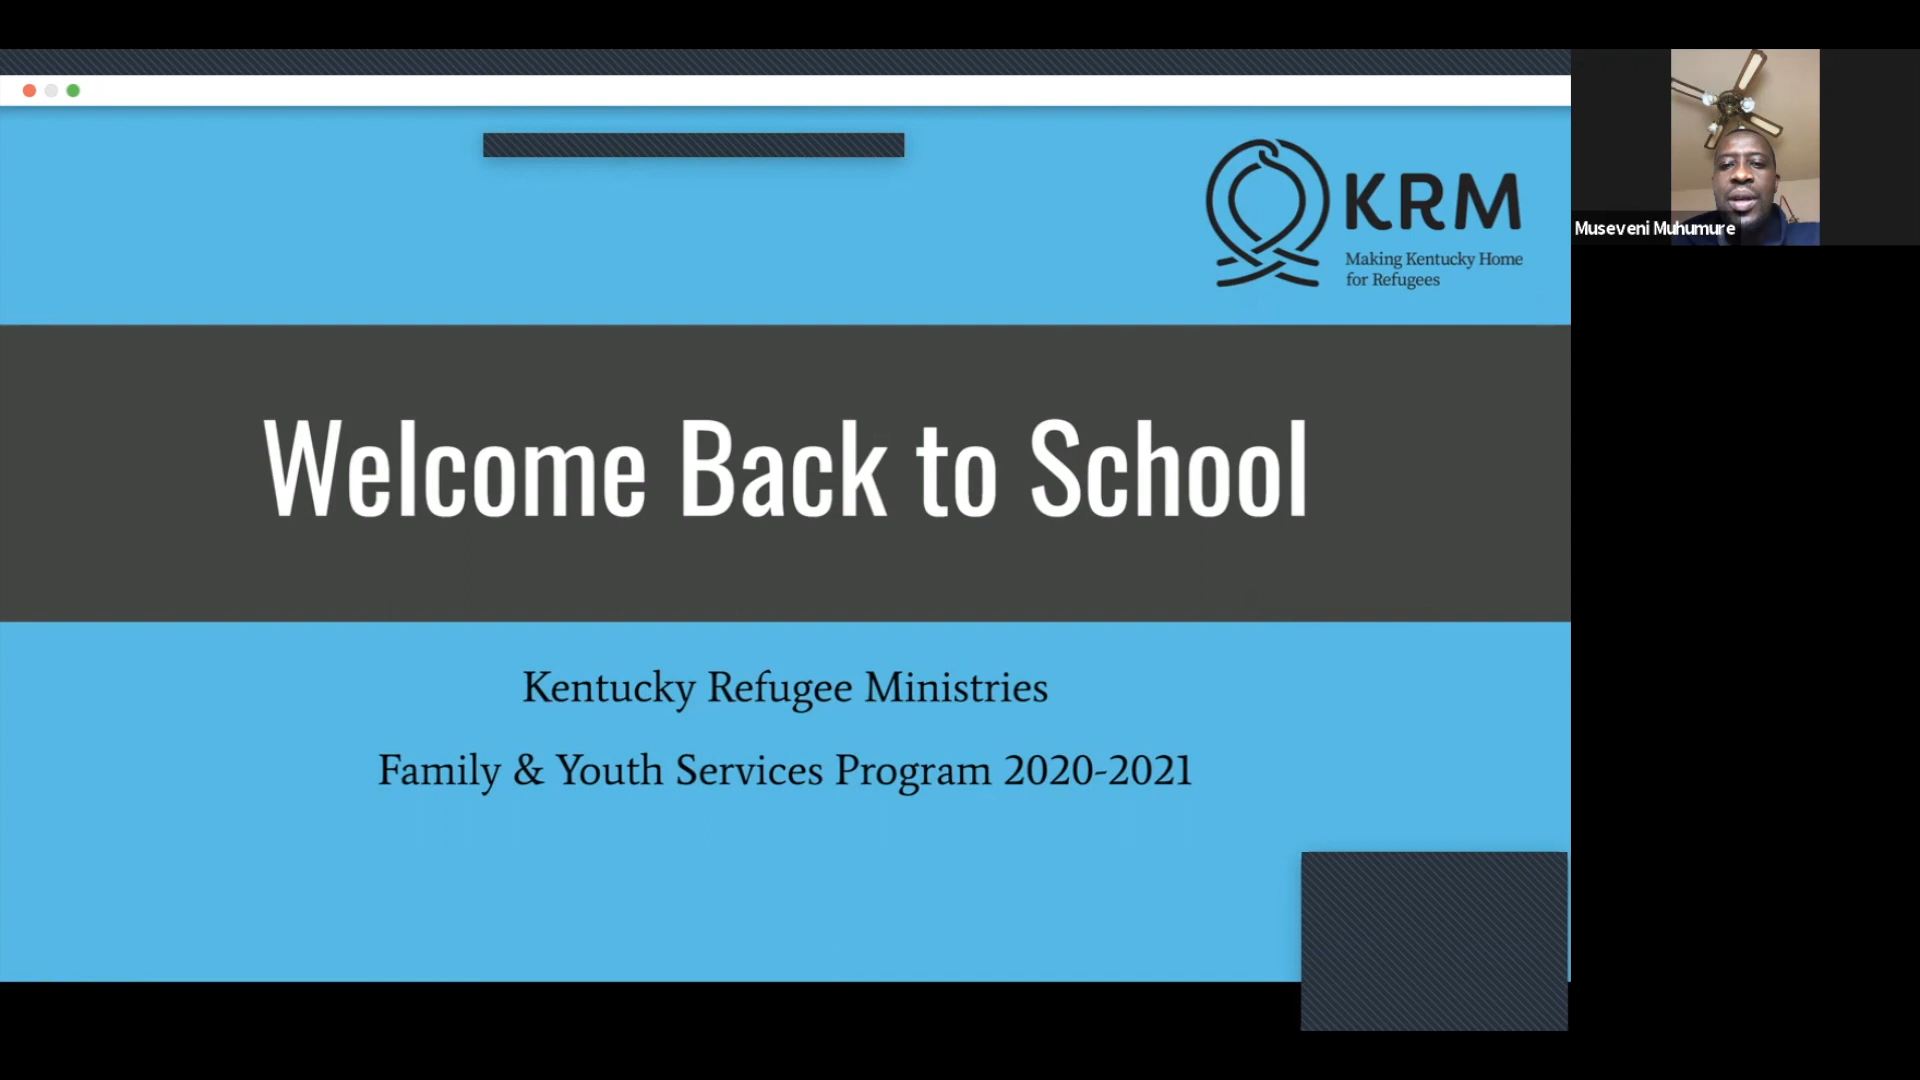 KRM
Making Kentucky Home
for Refugees
Museveni Muhumure
Welcome Back to School
Kentucky Refugee Ministries
Family & Youth Services Program 2020-2021